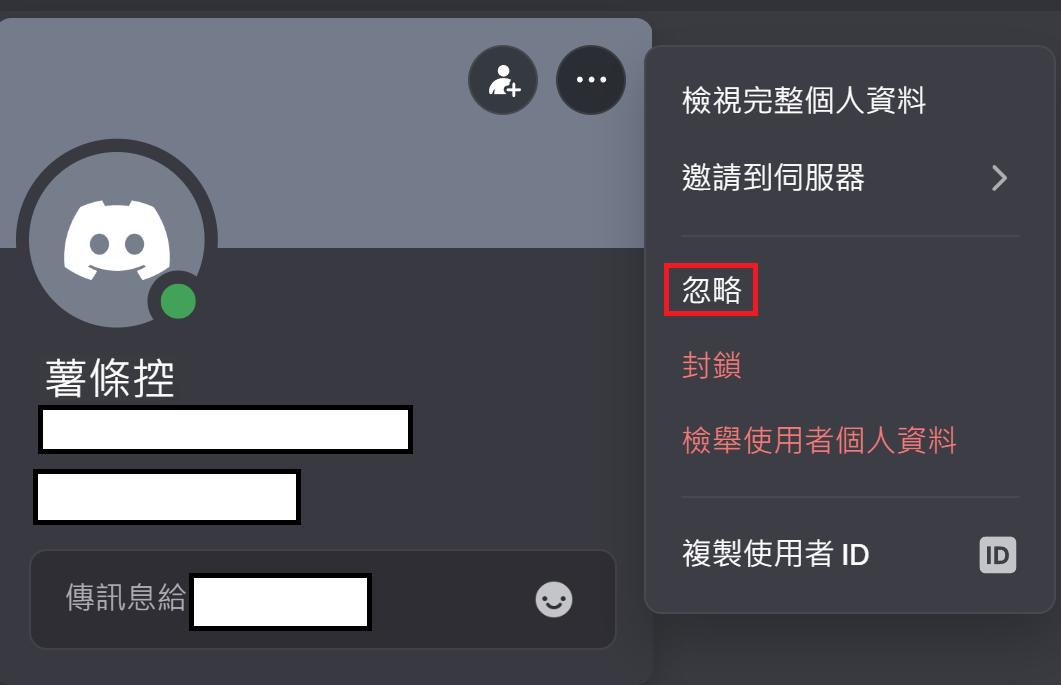 檢視完整個人資料
邀請到伺服器
忽略
封鎖
檢舉使用者個人資料
複製使用者 ID
ID
薯條控
傳訊息給